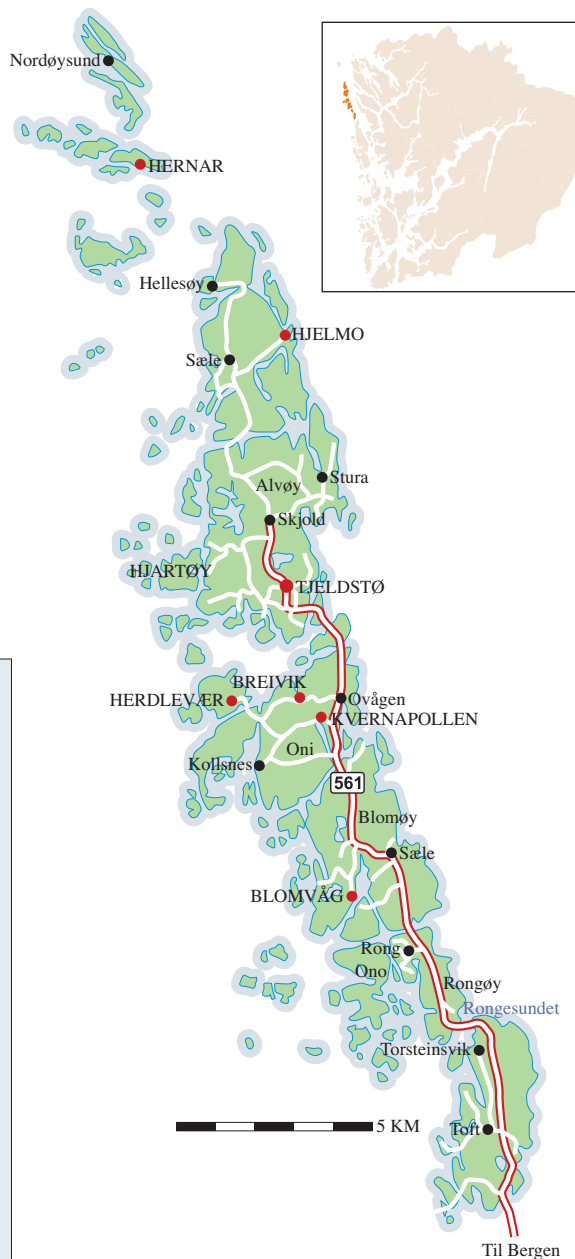 Nordøysund
HERNAR
Hellesøy
HJELMO
Sæle
Alvøy
Stura
Skjold
HJARTØY
TJELDSTØ
BREIVIK
HERDLEVÆR
Ovågen
KVERNAPOLLEN
Oni
Kollsnes
561
Blomøy
Sæle
BLOMVÅG
Rong
Ono
Rongøy
Rongesundet
Torsteinsvik
5 KM
Toft
Til Bergen